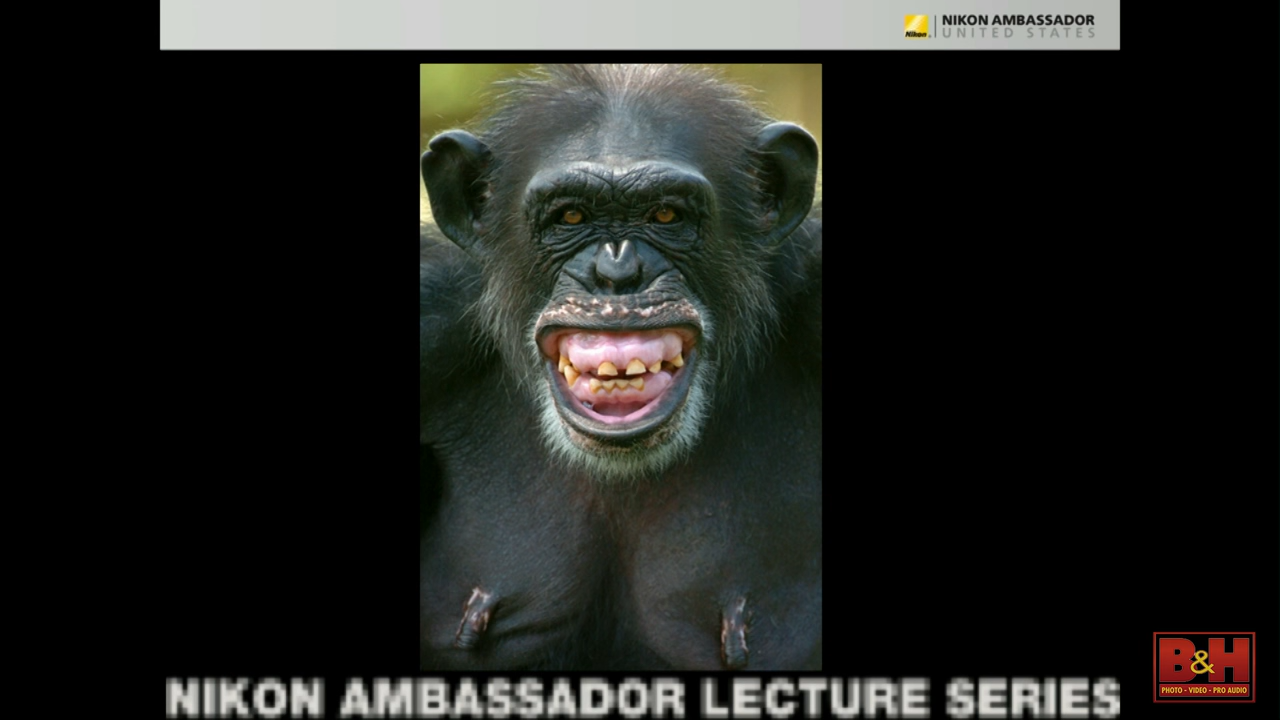 Nikon
NIKON AMBASSADOR
UNITED STATES
NIKON AMBASSADOR LECTURE SERIES
B&H
PHOTO - VIDEO - PRO AUDIO